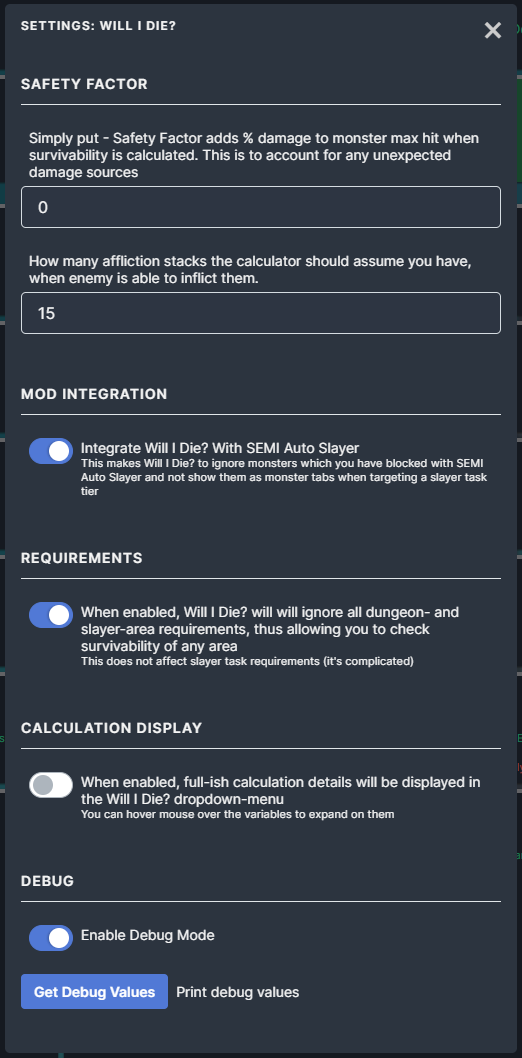 SETTINGS: WILL I DIE?
SAFETY FACTOR
Simply put - Safety Factor adds % damage to monster max hit when
survivability is calculated. This is to account for any unexpected
damage sources
0
How many affliction stacks the calculator should assume you have,
when enemy is able to inflict them.
15
MOD INTEGRATION
Integrate Will I Die? With SEMI Auto Slayer
This makes Will I Die? to ignore monsters which you have blocked with SEMI
Auto Slayer and not show them as monster tabs when targeting a slayer task
tier
REQUIREMENTS
When enabled, Will I Die? will will ignore all dungeon- and
slayer-area requirements, thus allowing you to check
survivability of any area
This does not affect slayer task requirements (it's complicated)
CALCULATION DISPLAY
When enabled, full-ish calculation details will be displayed in
the Will I Die? dropdown-menu
You can hover mouse over the variables to expand on them
DEBUG
Enable Debug Mode
Get Debug Values Print debug values